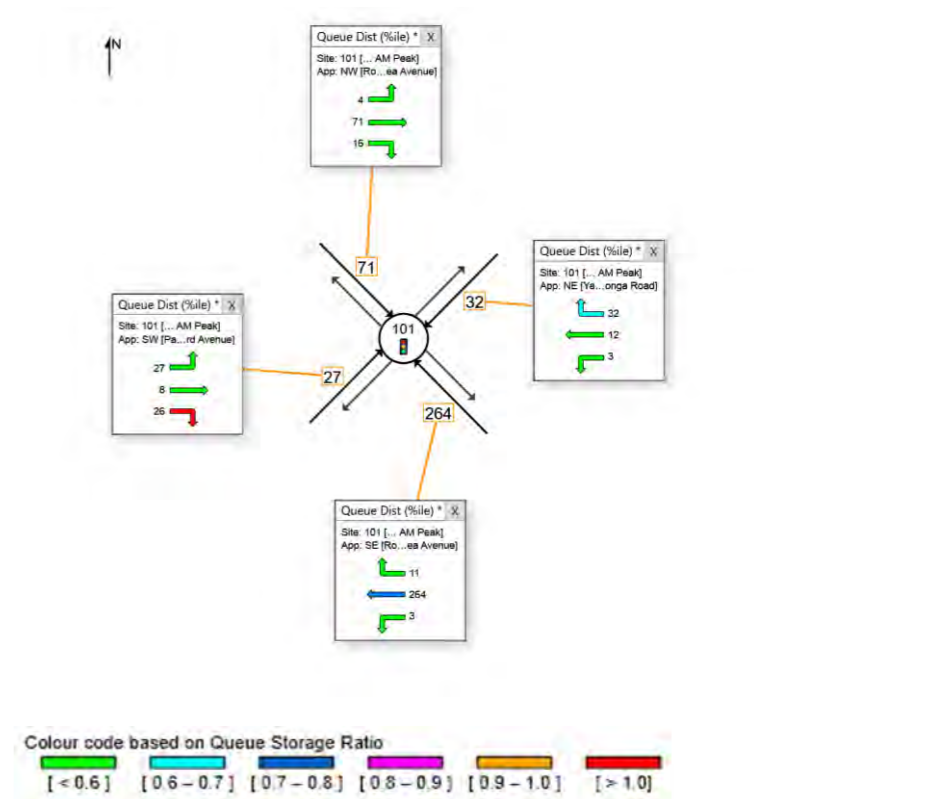 N
Queue Dist (%ile) * X
Site: 101 [... AM Peak]
App: NW [Ro...ea Avenue]
4
71
15
71
Queue Dist (%ile) * X
Site: 101 [... AM Peak]
App: NE [Ya...onga Road]
32
12
3
32
101
Queue Dist (%ile) * X
Site: 101 [... AM Peak]
App: SW [Pa...rd Avenue]
27
8
26
27
264
Queue Dist (%ile) * X
Site: 101 [... AM Peak]
App: SE [Ro...ea Avenue]
11
264
3
Colour code based on Queue Storage Ratio
[ < 0.6 ] [ 0.6 – 0.7 ] [ 0.7 – 0.8 ] [ 0.8 – 0.9 ] [ 0.9 – 1.0 ] [ > 1.0]